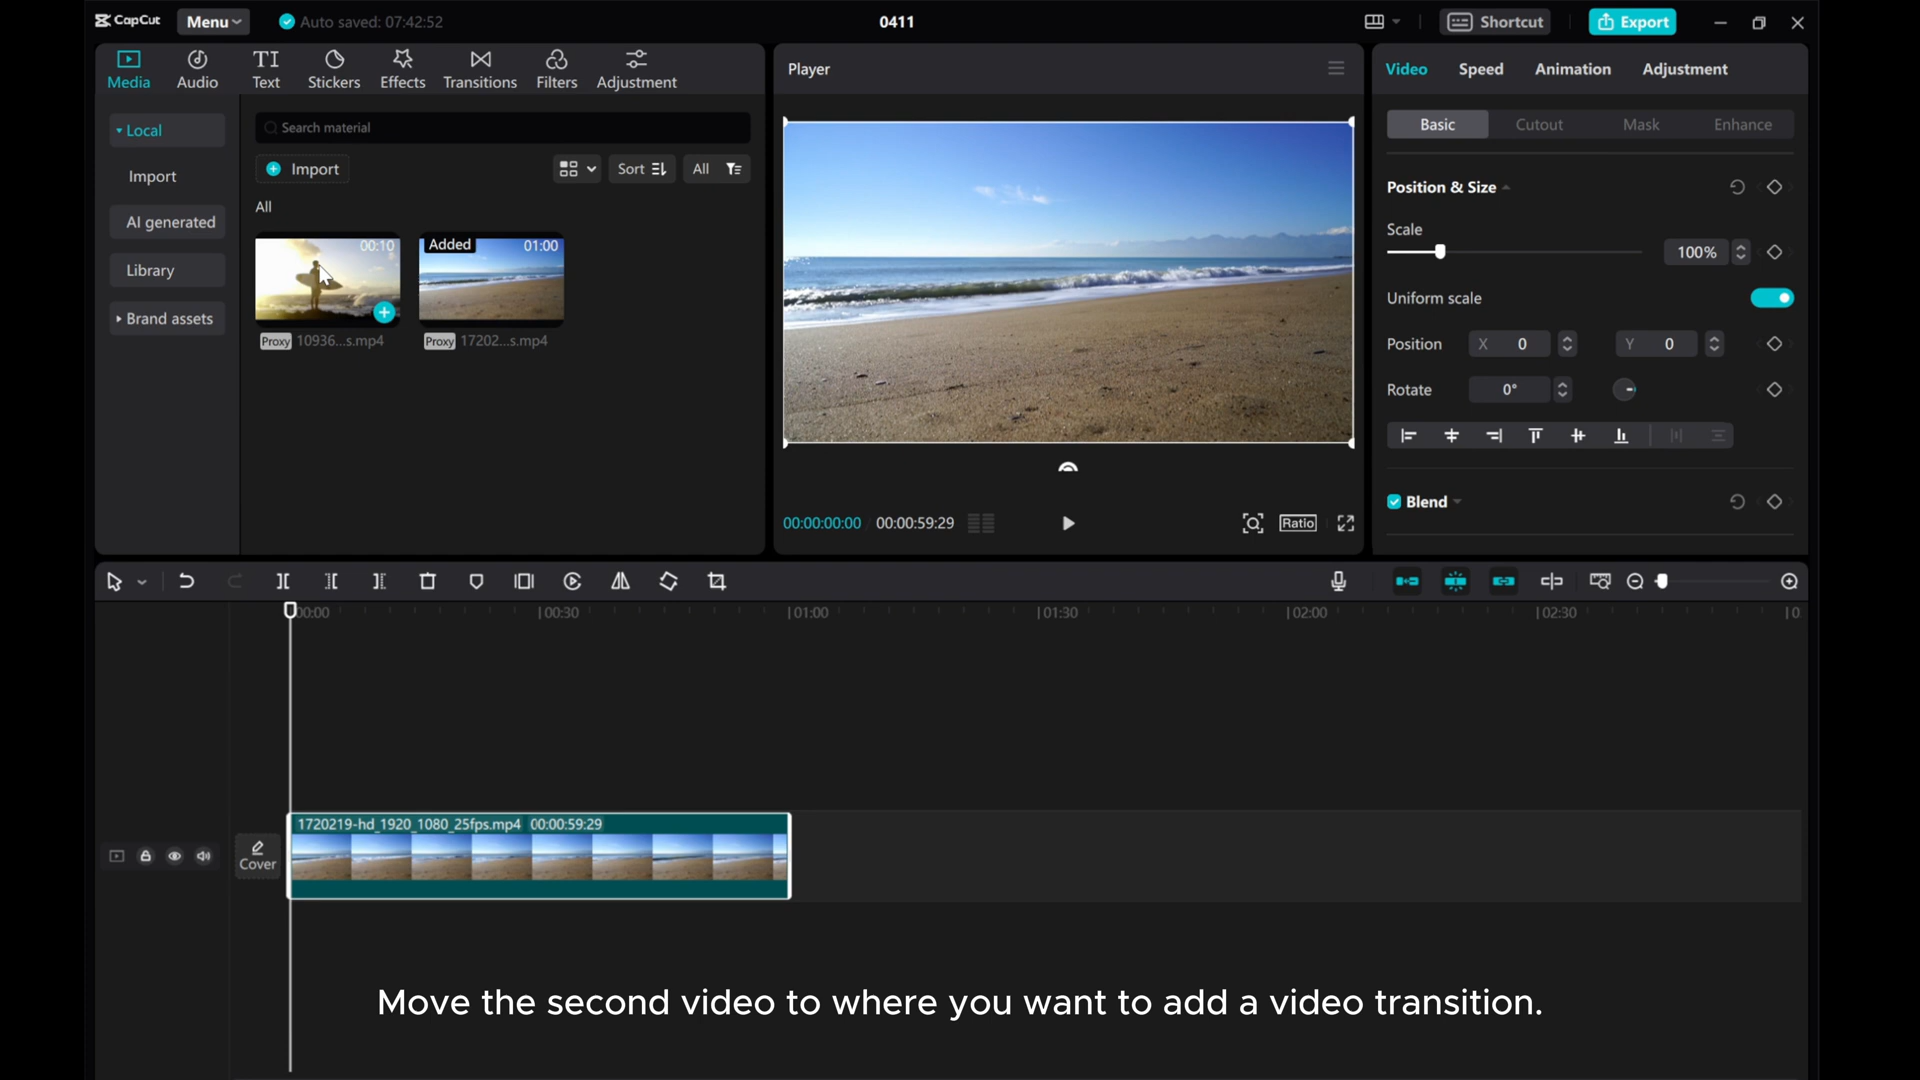 CapCut
Menu
Auto saved: 07:42:52
0411
Shortcut
Export
Media
Audio
Text
Stickers
Effects
Transitions
Filters
Adjustment
Local
Import
AI generated
Library
Brand assets
Search material
Import
Sort
All
All
00:10
Added
01:00
Proxy 10936...s.mp4
Proxy 17202...s.mp4
Player
00:00:00:00
00:00:59:29
Ratio
Video
Speed
Animation
Adjustment
Basic
Cutout
Mask
Enhance
Position & Size
Scale
100%
Uniform scale
Position
X 0
Y 0
Rotate
0°
Blend
00:00
00:30
01:00
01:30
02:00
02:30
0
Cover
1720219-hd_1920_1080_25fps.mp4 00:00:59:29
Move the second video to where you want to add a video transition.